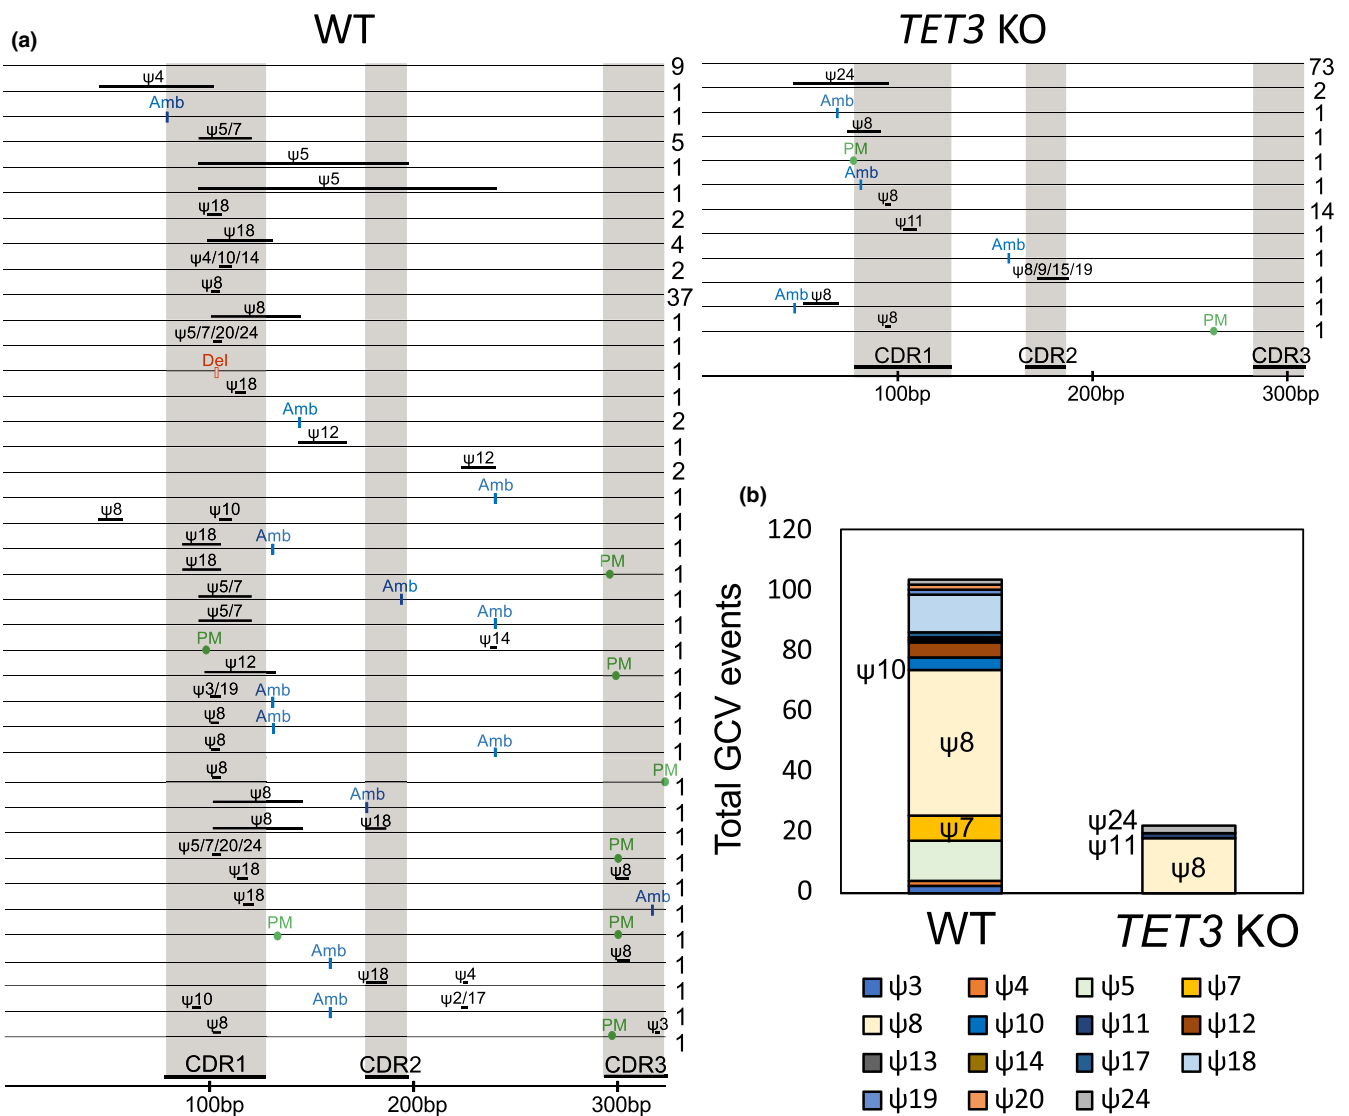 (a)
WT
9
ψ4
1
Amb
1
ψ5/7
5
ψ5
1
ψ5
1
ψ18
2
ψ18
4
ψ4/10/14
2
ψ8
37
ψ8
1
ψ5/7/20/24
1
Del
1
ψ18
1
Amb
2
ψ12
1
ψ12
2
Amb
1
ψ8 ψ10
1
ψ18 Amb
1
ψ18 PM
1
ψ5/7 Amb
1
ψ5/7 Amb
1
PM ψ14
1
ψ12 PM
1
ψ3/19 Amb
1
ψ8 Amb
1
ψ8 Amb
1
ψ8 PM
1
ψ8 Amb
1
ψ8 ψ18
1
ψ5/7/20/24 PM
1
ψ18 ψ8
1
ψ18 Amb
1
PM PM
1
Amb ψ8
1
ψ18 ψ4
1
ψ10 Amb ψ2/17
1
ψ8 PM ψ3
1
CDR1 CDR2 CDR3
100bp 200bp 300bp
TET3 KO
73
ψ24
2
Amb
1
ψ8
1
PM
1
Amb
1
ψ8
14
ψ11
1
Amb
1
ψ8/9/15/19
1
Amb ψ8
1
ψ8 PM
1
CDR1 CDR2 CDR3
100bp 200bp 300bp
(b)
Total GCV events
120
100
80
60
40
20
0
ψ10
ψ8
ψ7
ψ24
ψ11
ψ8
WT TET3 KO
ψ3 ψ4 ψ5 ψ7
ψ8 ψ10 ψ11 ψ12
ψ13 ψ14 ψ17 ψ18
ψ19 ψ20 ψ24